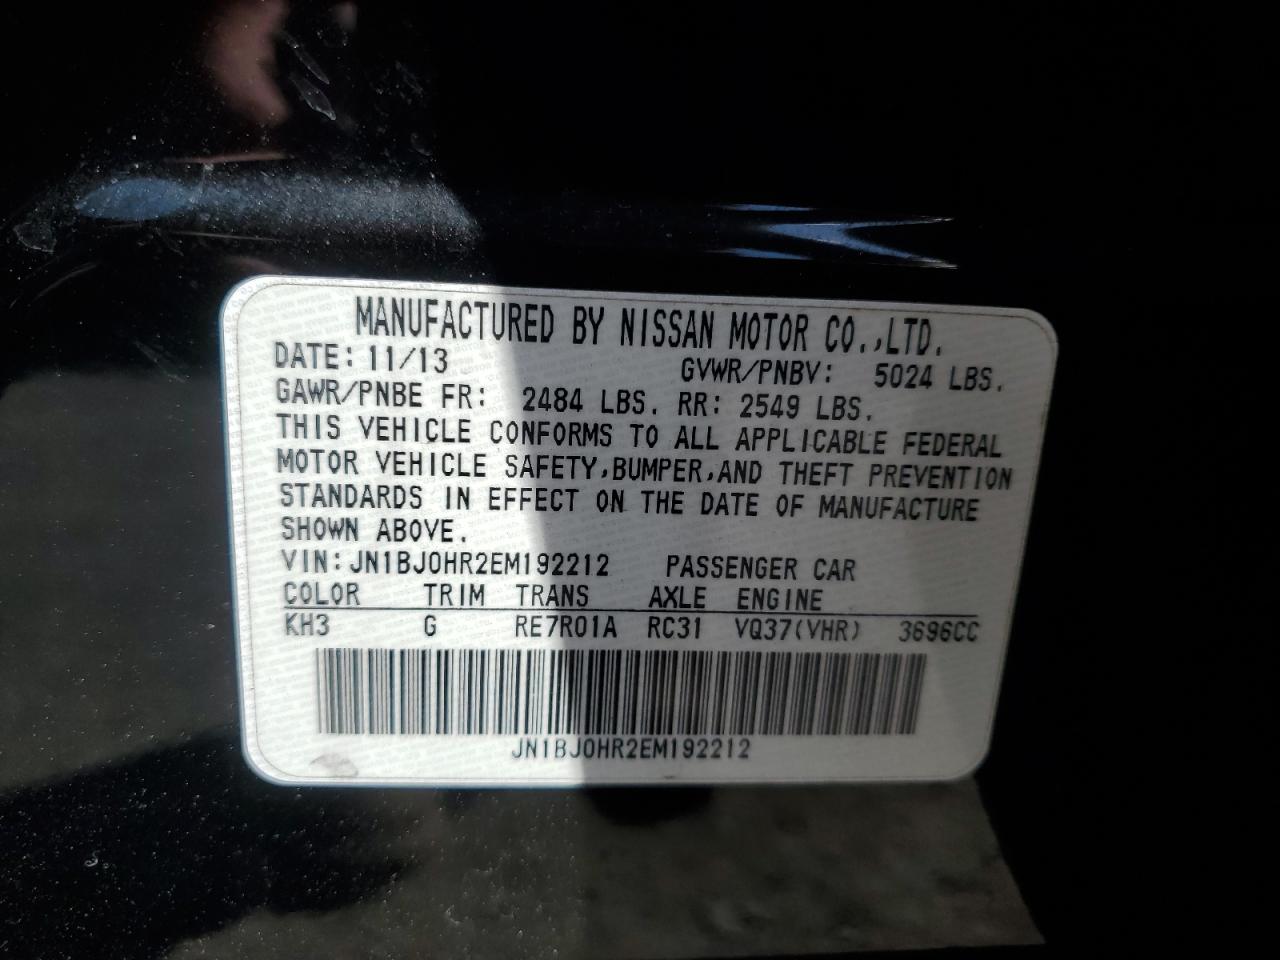 MANUFACTURED BY NISSAN MOTOR CO.,LTD.
DATE: 11/13 GVWR/PNBV: 5024 LBS.
GAWR/PNBE FR: 2484 LBS. RR: 2549 LBS.
THIS VEHICLE CONFORMS TO ALL APPLICABLE FEDERAL
MOTOR VEHICLE SAFETY,BUMPER,AND THEFT PREVENTION
STANDARDS IN EFFECT ON THE DATE OF MANUFACTURE
SHOWN ABOVE.
VIN:JN1BJ0HR2EM192212 PASSENGER CAR
COLOR TRIM TRANS AXLE ENGINE
KH3 G RE7R01A RC31 VQ37(VHR) 3696CC
JN1BJ0HR2EM192212